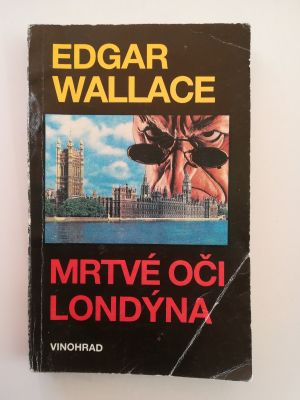 EDGAR
WALLACE
MRTVÉ OČI
LONDÝNA
VINOHRAD